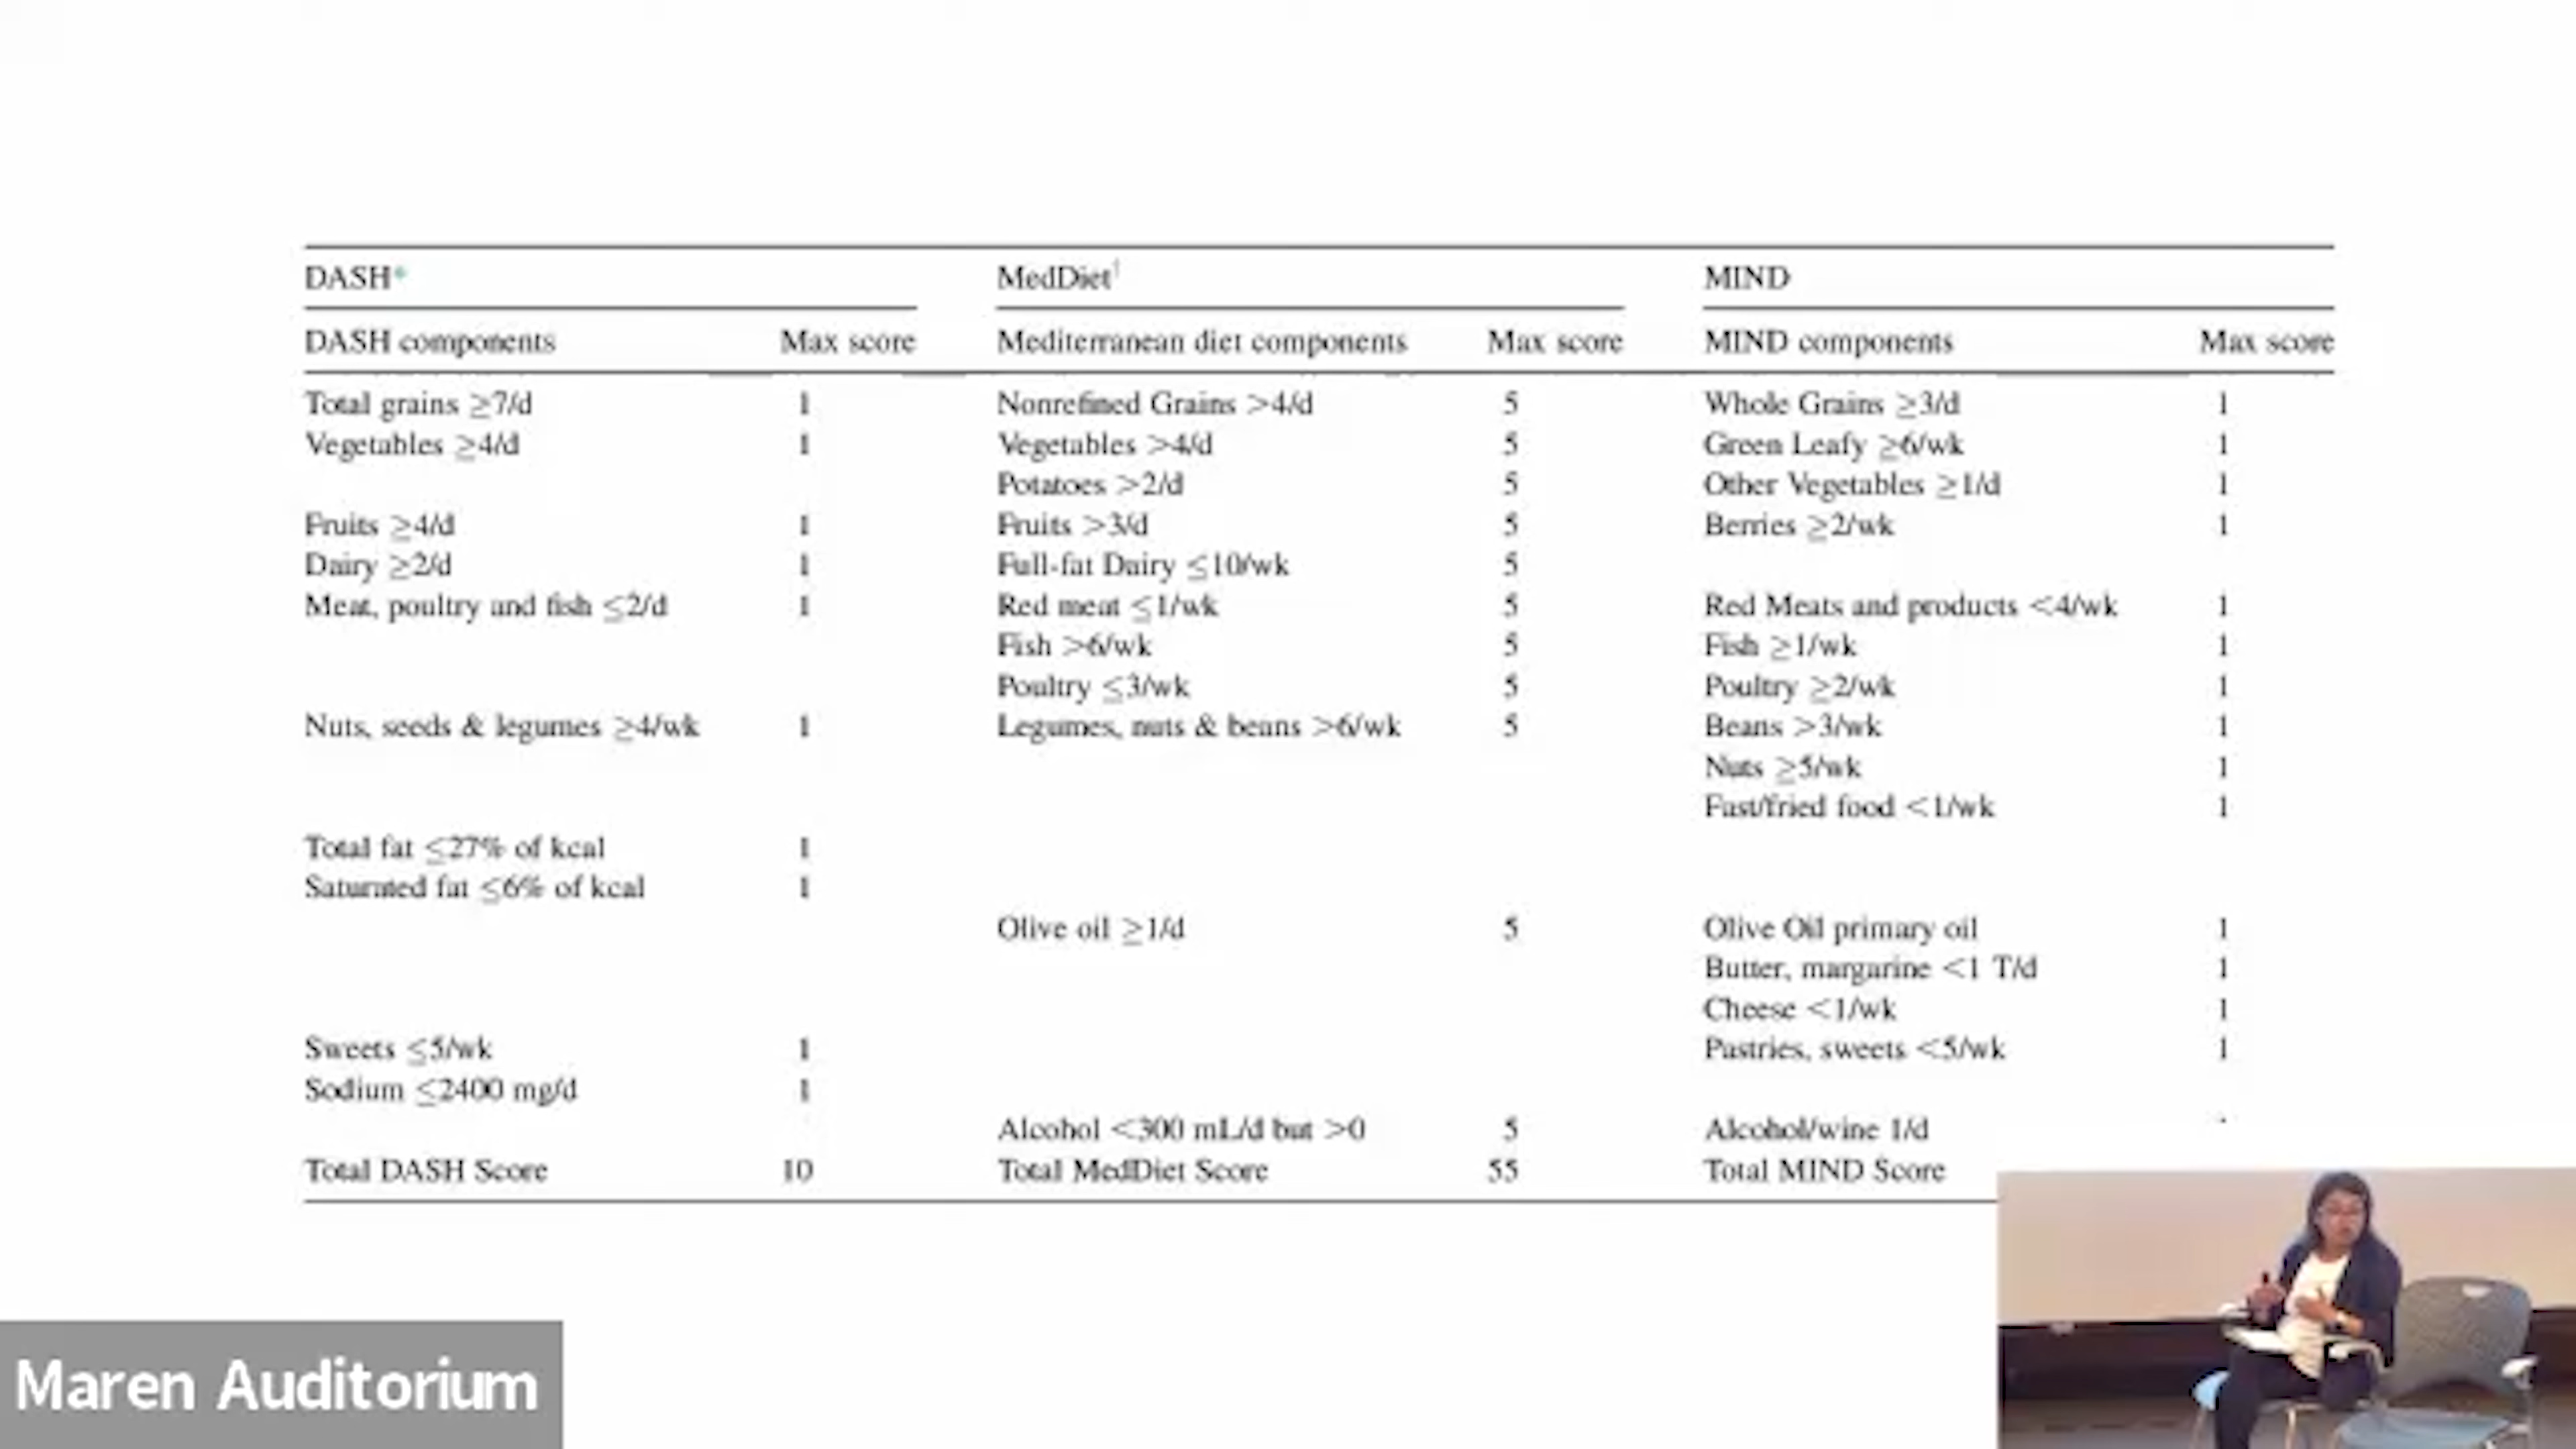 DASH* MedDiet† MIND
DASH components Max score Mediterranean diet components Max score MIND components Max score
Total grains ≥7/d 1 Nonrefined Grains >4/d 5 Whole Grains ≥3/d 1
Vegetables ≥4/d 1 Vegetables >4/d 5 Green Leafy ≥6/wk 1
Potatoes >2/d 5 Other Vegetables ≥1/d 1
Fruits ≥4/d 1 Fruits >3/d 5 Berries ≥2/wk 1
Dairy ≥2/d 1 Full-fat Dairy ≤10/wk 5
Meat, poultry and fish ≤2/d 1 Red meat ≤1/wk 5 Red Meats and products <4/wk 1
Fish >6/wk 5 Fish ≥1/wk 1
Poultry ≤3/wk 5 Poultry ≥2/wk 1
Nuts, seeds & legumes ≥4/wk 1 Legumes, nuts & beans >6/wk 5 Beans >3/wk 1
Nuts ≥5/wk 1
Fast/fried food <1/wk 1
Total fat ≤27% of kcal 1
Saturated fat ≤6% of kcal 1
Olive oil ≥1/d 5 Olive Oil primary oil 1
Butter, margarine <1 T/d 1
Cheese <1/wk 1
Sweets ≤5/wk 1 Pastries, sweets <5/wk 1
Sodium ≤2400 mg/d 1
Alcohol <300 mL/d but >0 5 Alcohol/wine 1/d
Total DASH Score 10 Total MedDiet Score 55 Total MIND Score
Maren Auditorium